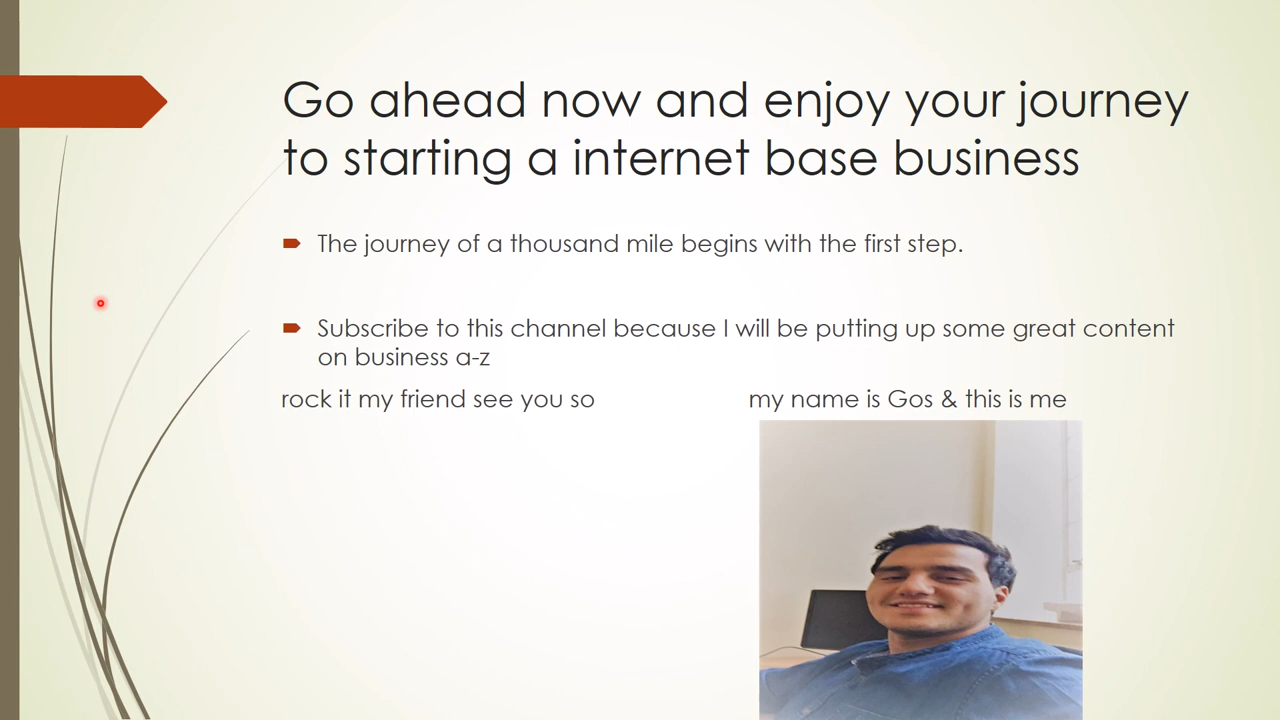 Go ahead now and enjoy your journey
to starting a internet base business
The journey of a thousand mile begins with the first step.
Subscribe to this channel because I will be putting up some great content
on business a-z
rock it my friend see you so my name is Gos & this is me